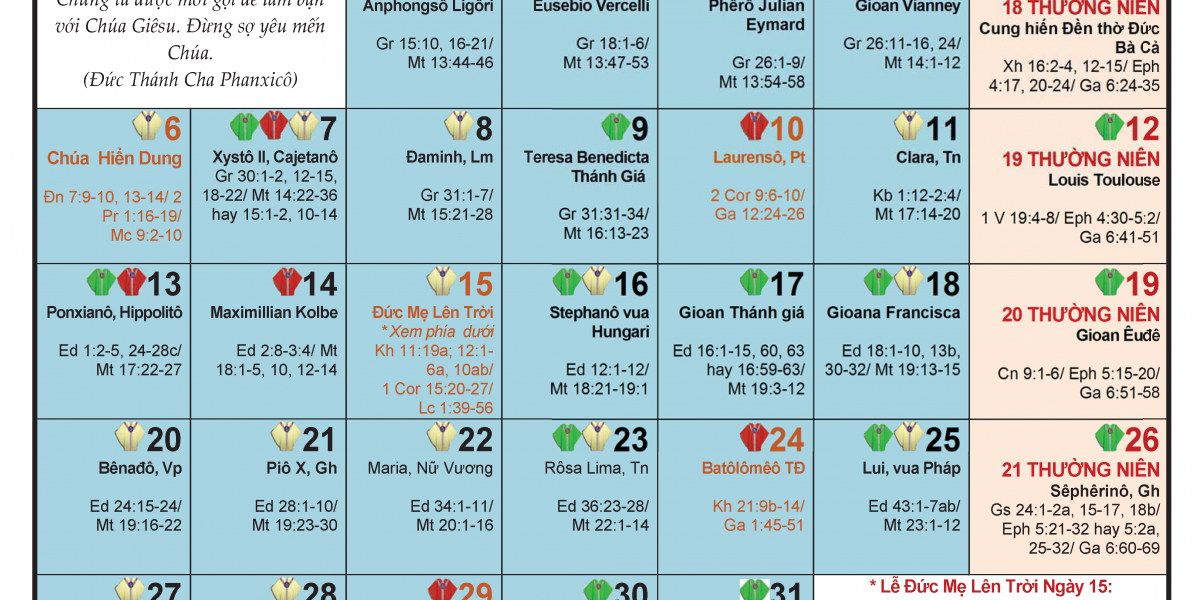 Chúng ta được mời gọi để làm bạn
với Chúa Giêsu. Đừng sợ yêu mến
Chúa.
(Đức Thánh Cha Phanxicô)
Anphongsô Ligôri
Gr 15:10, 16-21/
Mt 13:44-46
Eusebio Vercelli
Gr 18:1-6/
Mt 13:47-53
Phêrô Julian
Eymard
Gr 26:1-9/
Mt 13:54-58
Gioan Vianney
Gr 26:11-16, 24/
Mt 14:1-12
18 THƯỜNG NIÊN
Cung hiến Đền thờ Đức
Bà Cả
Xh 16:2-4, 12-15/ Eph
4:17, 20-24/ Ga 6:24-35
6
Chúa Hiển Dung
Đn 7:9-10, 13-14/ 2
Pr 1:16-19/
Mc 9:2-10
7
Xystô II, Cajetanô
Gr 30:1-2, 12-15,
18-22/ Mt 14:22-36
hay 15:1-2, 10-14
8
Đaminh, Lm
Gr 31:1-7/
Mt 15:21-28
9
Teresa Benedicta
Thánh Giá
Gr 31:31-34/
Mt 16:13-23
10
Laurensô, Pt
2 Cor 9:6-10/
Ga 12:24-26
11
Clara, Tn
Kb 1:12-2:4/
Mt 17:14-20
12
19 THƯỜNG NIÊN
Louis Toulouse
1 V 19:4-8/ Eph 4:30-5:2/
Ga 6:41-51
13
Ponxianô, Hippolitô
Ed 1:2-5, 24-28c/
Mt 17:22-27
14
Maximillian Kolbe
Ed 2:8-3:4/ Mt
18:1-5, 10, 12-14
15
Đức Mẹ Lên Trời
* Xem phía dưới
Kh 11:19a; 12:1-
6a, 10ab/
1 Cor 15:20-27/
Lc 1:39-56
16
Stephanô vua
Hungari
Ed 12:1-12/
Mt 18:21-19:1
17
Gioan Thánh giá
Ed 16:1-15, 60, 63
hay 16:59-63/
Mt 19:3-12
18
Gioana Francisca
Ed 18:1-10, 13b,
30-32/ Mt 19:13-15
19
20 THƯỜNG NIÊN
Gioan Êuđê
Cn 9:1-6/ Eph 5:15-20/
Ga 6:51-58
20
Bênađô, Vp
Ed 24:15-24/
Mt 19:16-22
21
Piô X, Gh
Ed 28:1-10/
Mt 19:23-30
22
Maria, Nữ Vương
Ed 34:1-11/
Mt 20:1-16
23
Rôsa Lima, Tn
Ed 36:23-28/
Mt 22:1-14
24
Batôlômêô TĐ
Kh 21:9b-14/
Ga 1:45-51
25
Lui, vua Pháp
Ed 43:1-7ab/
Mt 23:1-12
26
21 THƯỜNG NIÊN
Sêphêrinô, Gh
Gs 24:1-2a, 15-17, 18b/
Eph 5:21-32 hay 5:2a,
25-32/ Ga 6:60-69
27
28
29
30
31
* Lễ Đức Mẹ Lên Trời Ngày 15: